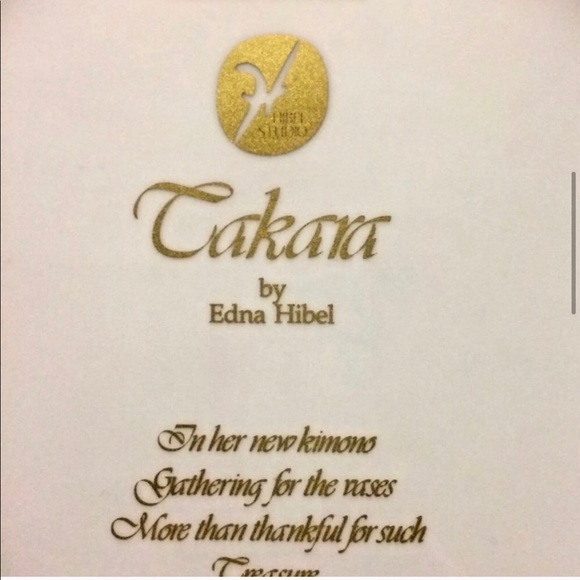 HIBEL
STUDIO
Takara
by
Edna Hibel
In her new kimono
Gathering for the vases
More than thankful for such
Treasure